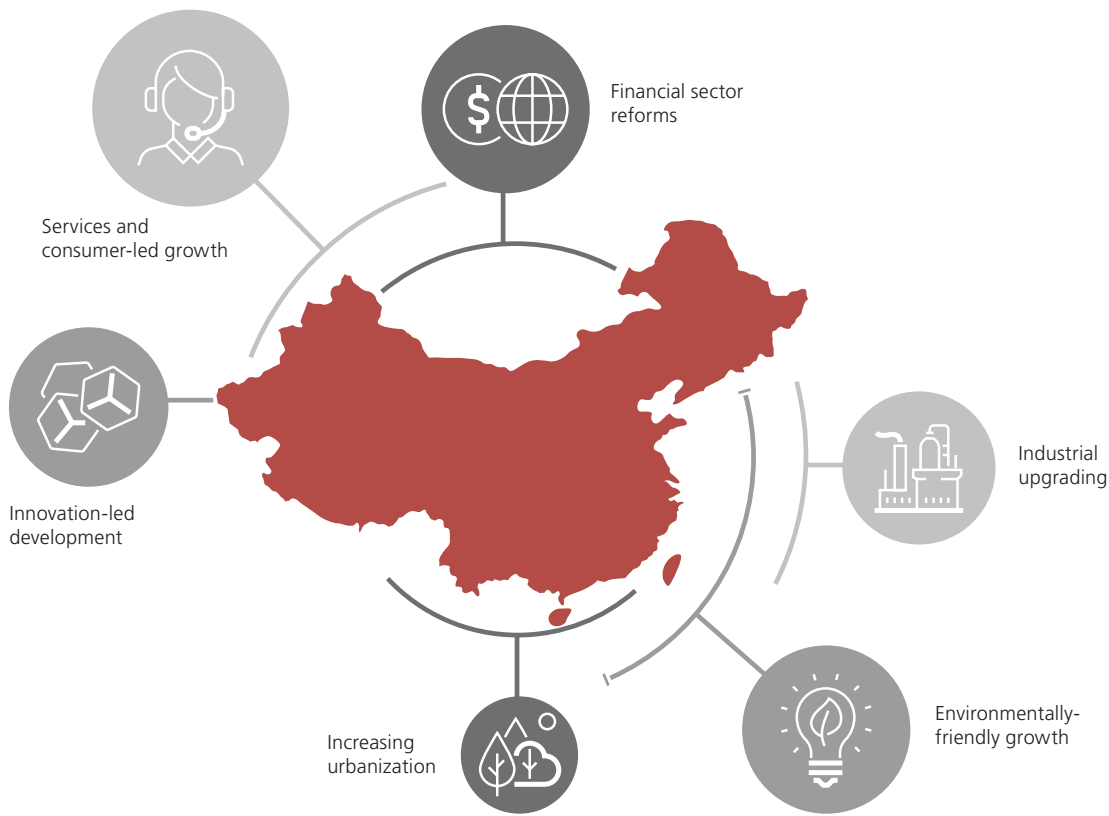 Financial sector
reforms
Services and
consumer-led growth
Innovation-led
development
Industrial
upgrading
Increasing
urbanization
Environmentally-
friendly growth
$